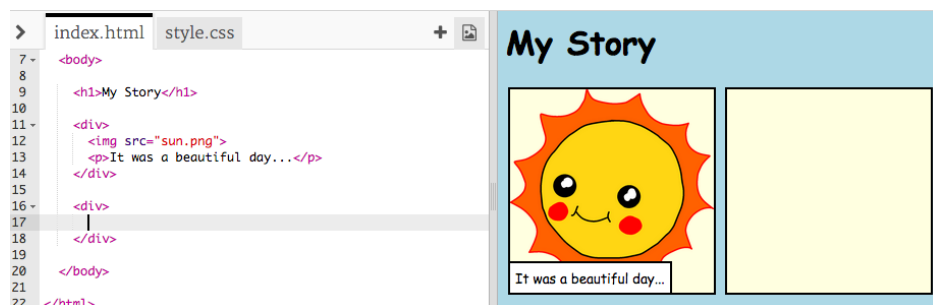 index.html style.css
My Story
7 <body>
8
9 <h1>My Story</h1>
10
11 <div>
12 <img src="sun.png">
13 <p>It was a beautiful day...</p>
14 </div>
15
16 <div>
17
18 </div>
19
20 </body>
21
22 </html>
It was a beautiful day...